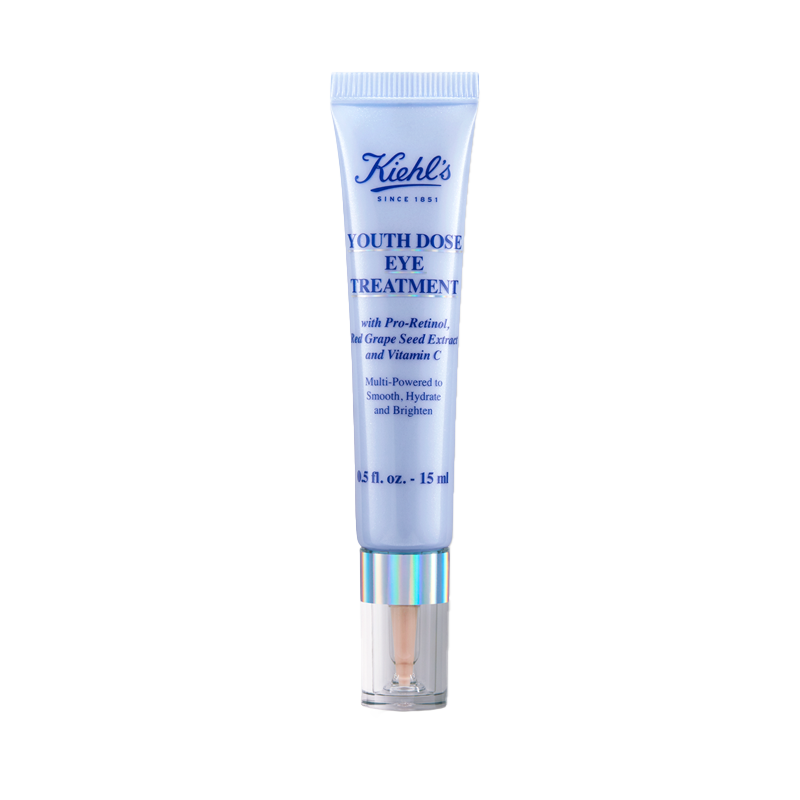 Kiehl's
SINCE 1851
YOUTH DOSE
EYE
TREATMENT
with Pro-Retinol,
Red Grape Seed Extract
and Vitamin C
Multi-Powered to
Smooth, Hydrate
and Brighten
0.5 fl. oz. - 15 ml